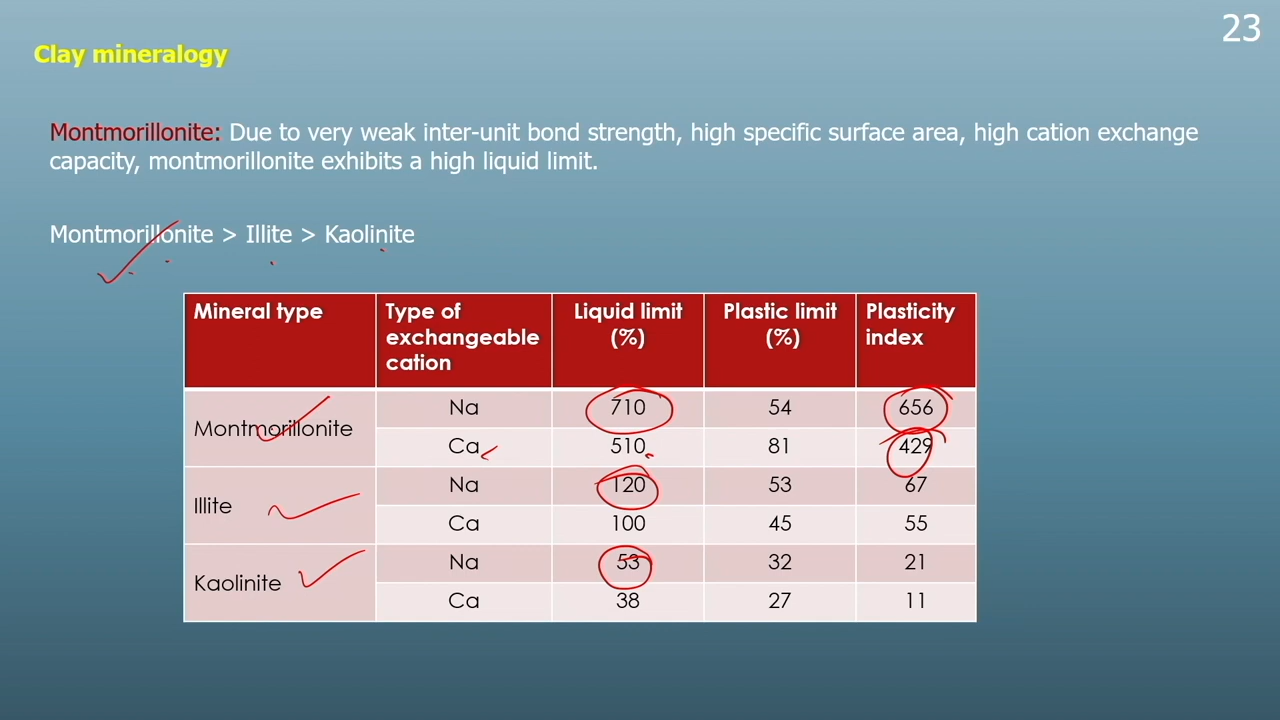 23
Clay mineralogy
Montmorillonite: Due to very weak inter-unit bond strength, high specific surface area, high cation exchange
capacity, montmorillonite exhibits a high liquid limit.
Montmorillonite > Illite > Kaolinite
Mineral type Type of exchangeable cation Liquid limit (%) Plastic limit (%) Plasticity index
Montmorillonite Na 710 54 656
Ca 510 81 429
Illite Na 120 53 67
Ca 100 45 55
Kaolinite Na 53 32 21
Ca 38 27 11